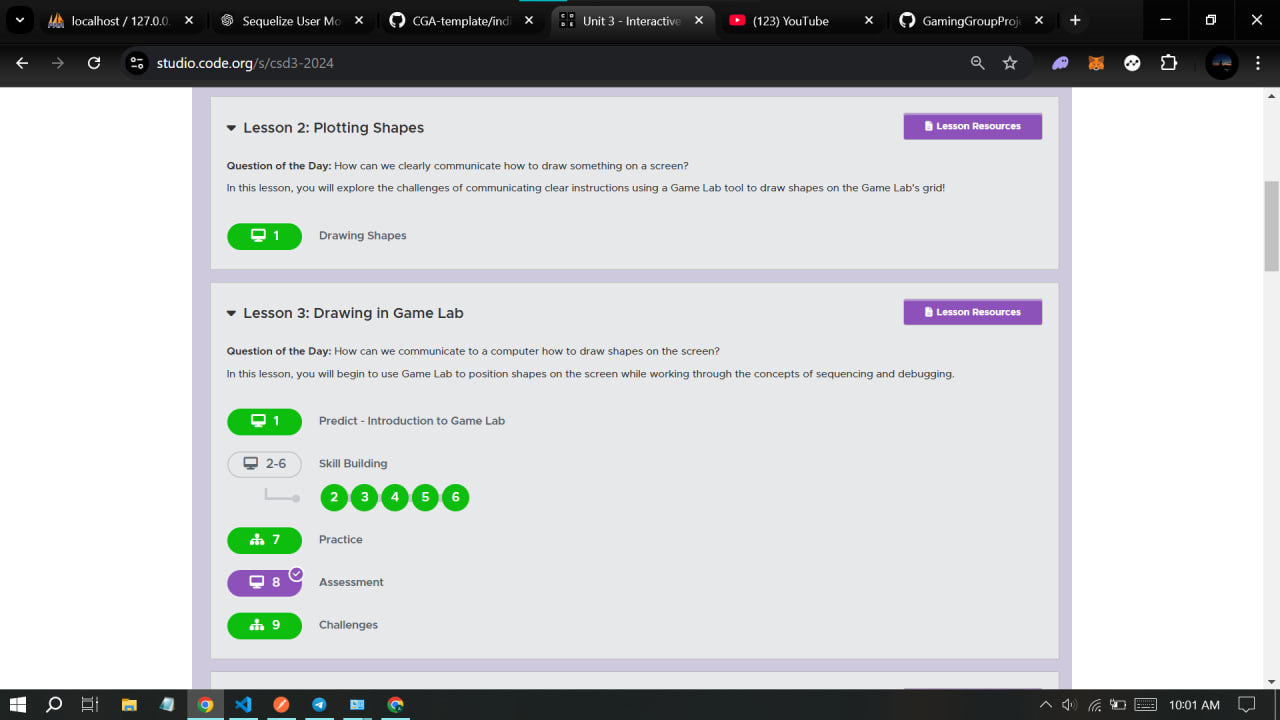 localhost / 127.0.0.
Sequelize User Mo
CGA-template/indi
Unit 3 - Interactive
(123) YouTube
GamingGroupProje
studio.code.org/s/csd3-2024
Lesson 2: Plotting Shapes
Lesson Resources
Question of the Day: How can we clearly communicate how to draw something on a screen?
In this lesson, you will explore the challenges of communicating clear instructions using a Game Lab tool to draw shapes on the Game Lab's grid!
1 Drawing Shapes
Lesson 3: Drawing in Game Lab
Lesson Resources
Question of the Day: How can we communicate to a computer how to draw shapes on the screen?
In this lesson, you will begin to use Game Lab to position shapes on the screen while working through the concepts of sequencing and debugging.
1 Predict - Introduction to Game Lab
2-6 Skill Building
2 3 4 5 6
7 Practice
8 Assessment
9 Challenges
10:01 AM